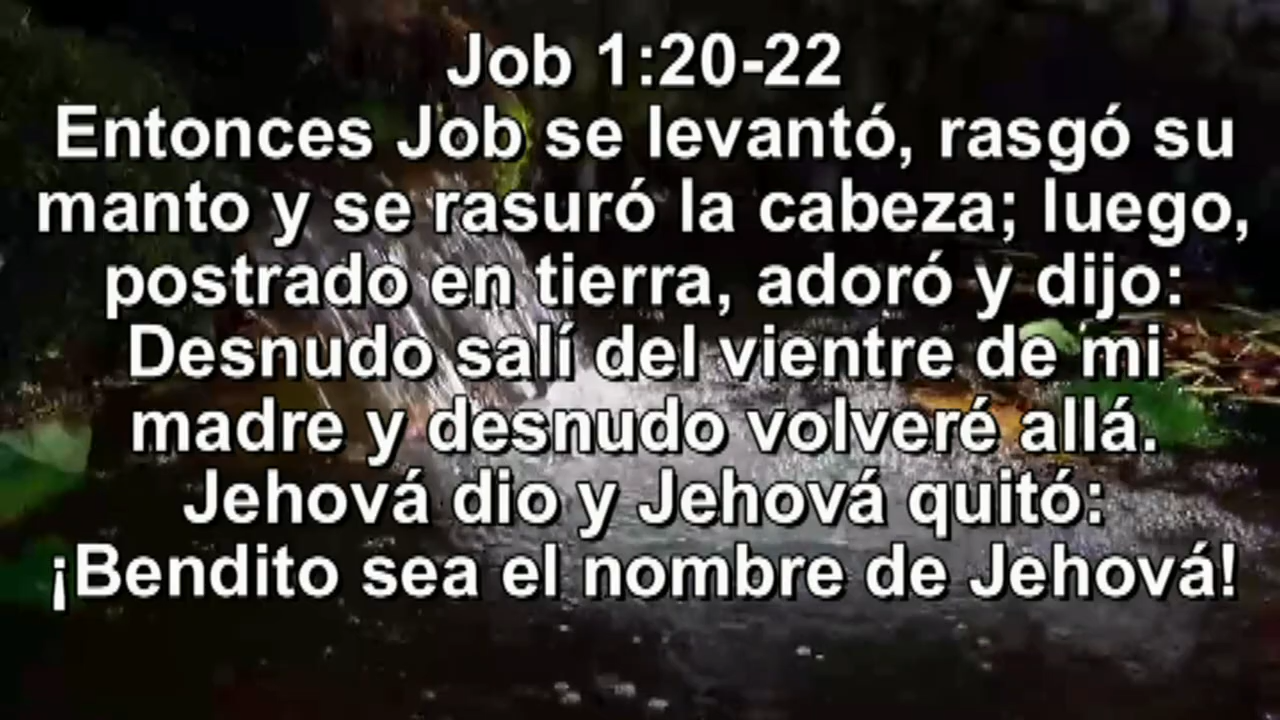 Job 1:20-22
Entonces Job se levantó, rasgó su
manto y se rasuró la cabeza; luego,
postrado en tierra, adoró y dijo:
Desnudo salí del vientre de mi
madre y desnudo volveré allá.
Jehová dio y Jehová quitó:
¡Bendito sea el nombre de Jehová!